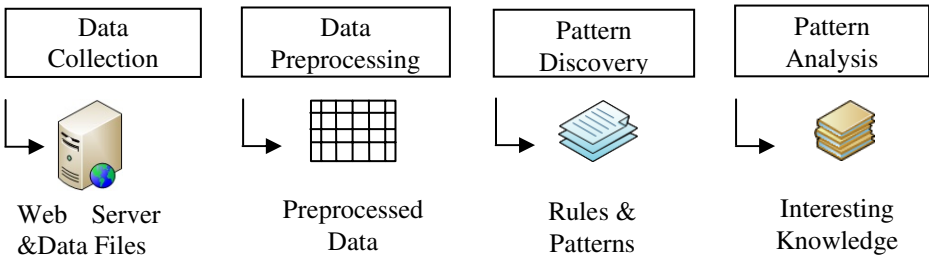 Data
Collection
Web Server
&Data Files
Data
Preprocessing
Preprocessed
Data
Pattern
Discovery
Rules &
Patterns
Pattern
Analysis
Interesting
Knowledge